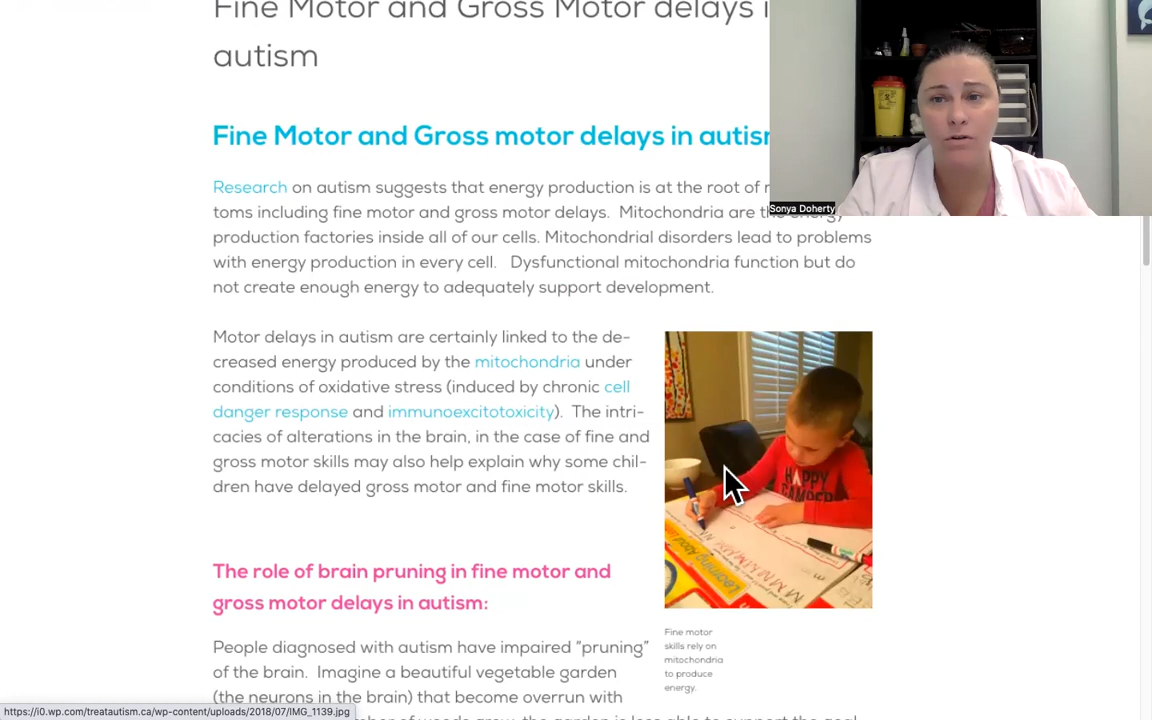 Fine Motor and Gross Motor delays i
autism
Fine Motor and Gross motor delays in autis
Sonya Doherty
Research on autism suggests that energy production is at the root of
toms including fine motor and gross motor delays.  Mitochondria are the energy
production factories inside all of our cells. Mitochondrial disorders lead to problems
with energy production in every cell.   Dysfunctional mitochondria function but do
not create enough energy to adequately support development.
Motor delays in autism are certainly linked to the de-
creased energy produced by the mitochondria under
conditions of oxidative stress (induced by chronic cell
danger response and immunoexcitotoxicity).  The intri-
cacies of alterations in the brain, in the case of fine and
gross motor skills may also help explain why some chil-
dren have delayed gross motor and fine motor skills.
HAPPY
CAMPER
Learning About
The role of brain pruning in fine motor and
gross motor delays in autism:
Fine motor
skills rely on
mitochondria
to produce
energy.
People diagnosed with autism have impaired "pruning"
of the brain.  Imagine a beautiful vegetable garden
(the neurons in the brain) that become overrun with
https://i0.wp.com/treatautism.ca/wp-content/uploads/2018/07/IMG_1139.jpg